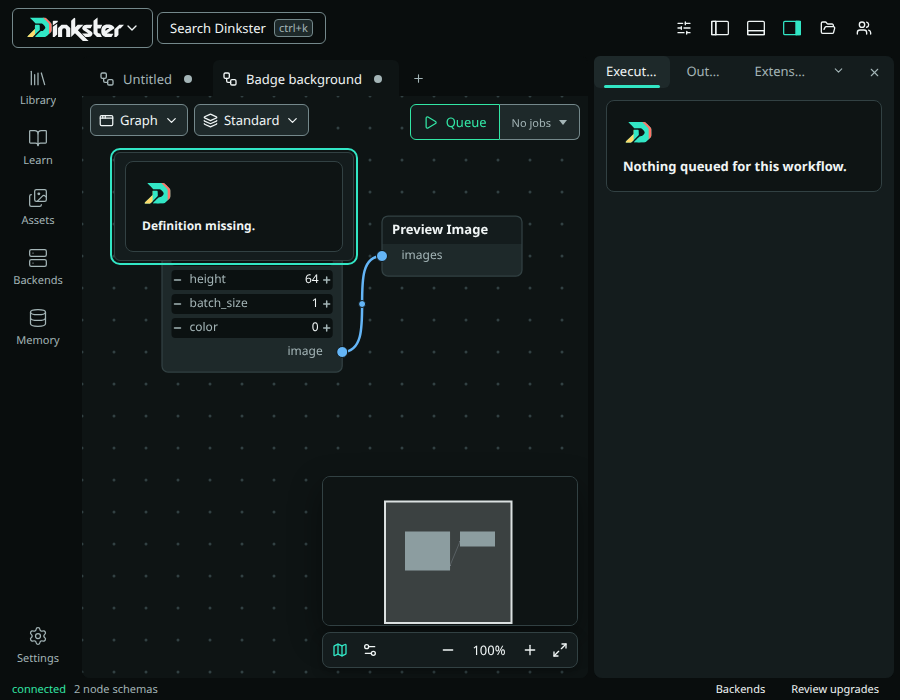 Dinkster
Search Dinkster ctrl+k
Library
Learn
Assets
Backends
Memory
Settings
Untitled
Badge background
Graph
Standard
Queue
No jobs
Definition missing.
height 64
batch_size 1
color 0
image
Preview Image
images
100%
Execut...
Out...
Extens...
Nothing queued for this workflow.
connected 2 node schemas
Backends
Review upgrades